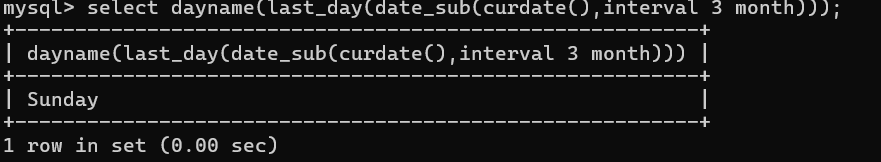 mysql> select dayname(last_day(date_sub(curdate(),interval 3 month)));
+---------------------------------------------------------+
| dayname(last_day(date_sub(curdate(),interval 3 month))) |
+---------------------------------------------------------+
| Sunday                                                  |
+---------------------------------------------------------+
1 row in set (0.00 sec)